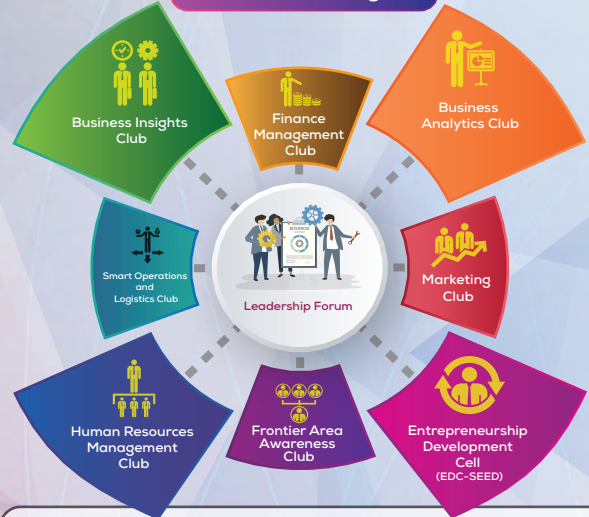 Business Insights
Club
Finance
Management
Club
Business
Analytics Club
Smart Operations
and
Logistics Club
BUSINESS
Leadership Forum
Marketing
Club
Human Resources
Management
Club
Frontier Area
Awareness
Club
Entrepreneurship
Development
Cell
(EDC-SEED)